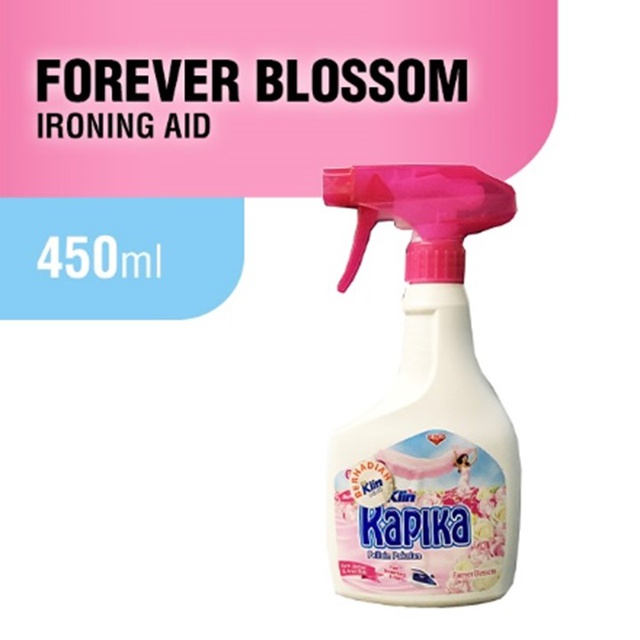 FOREVER BLOSSOM
IRONING AID
450ml
BERHADIAH
Klin
Klin
Kapika
Pelicin Pakaian
Forever Blossom